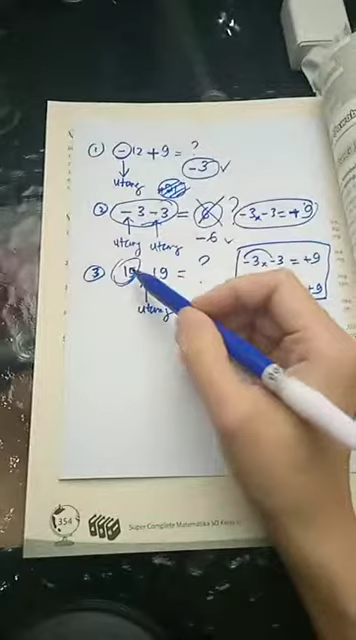 ① -12 + 9 = ?
-3 ✓
utang
② -3 -3 = 6 ? -3 x -3 = +9
-6 ✓
utang utang
③ 19 = ? -3 x -3 = +9
utang +9
354 Super Complete Matematika SD Kelas